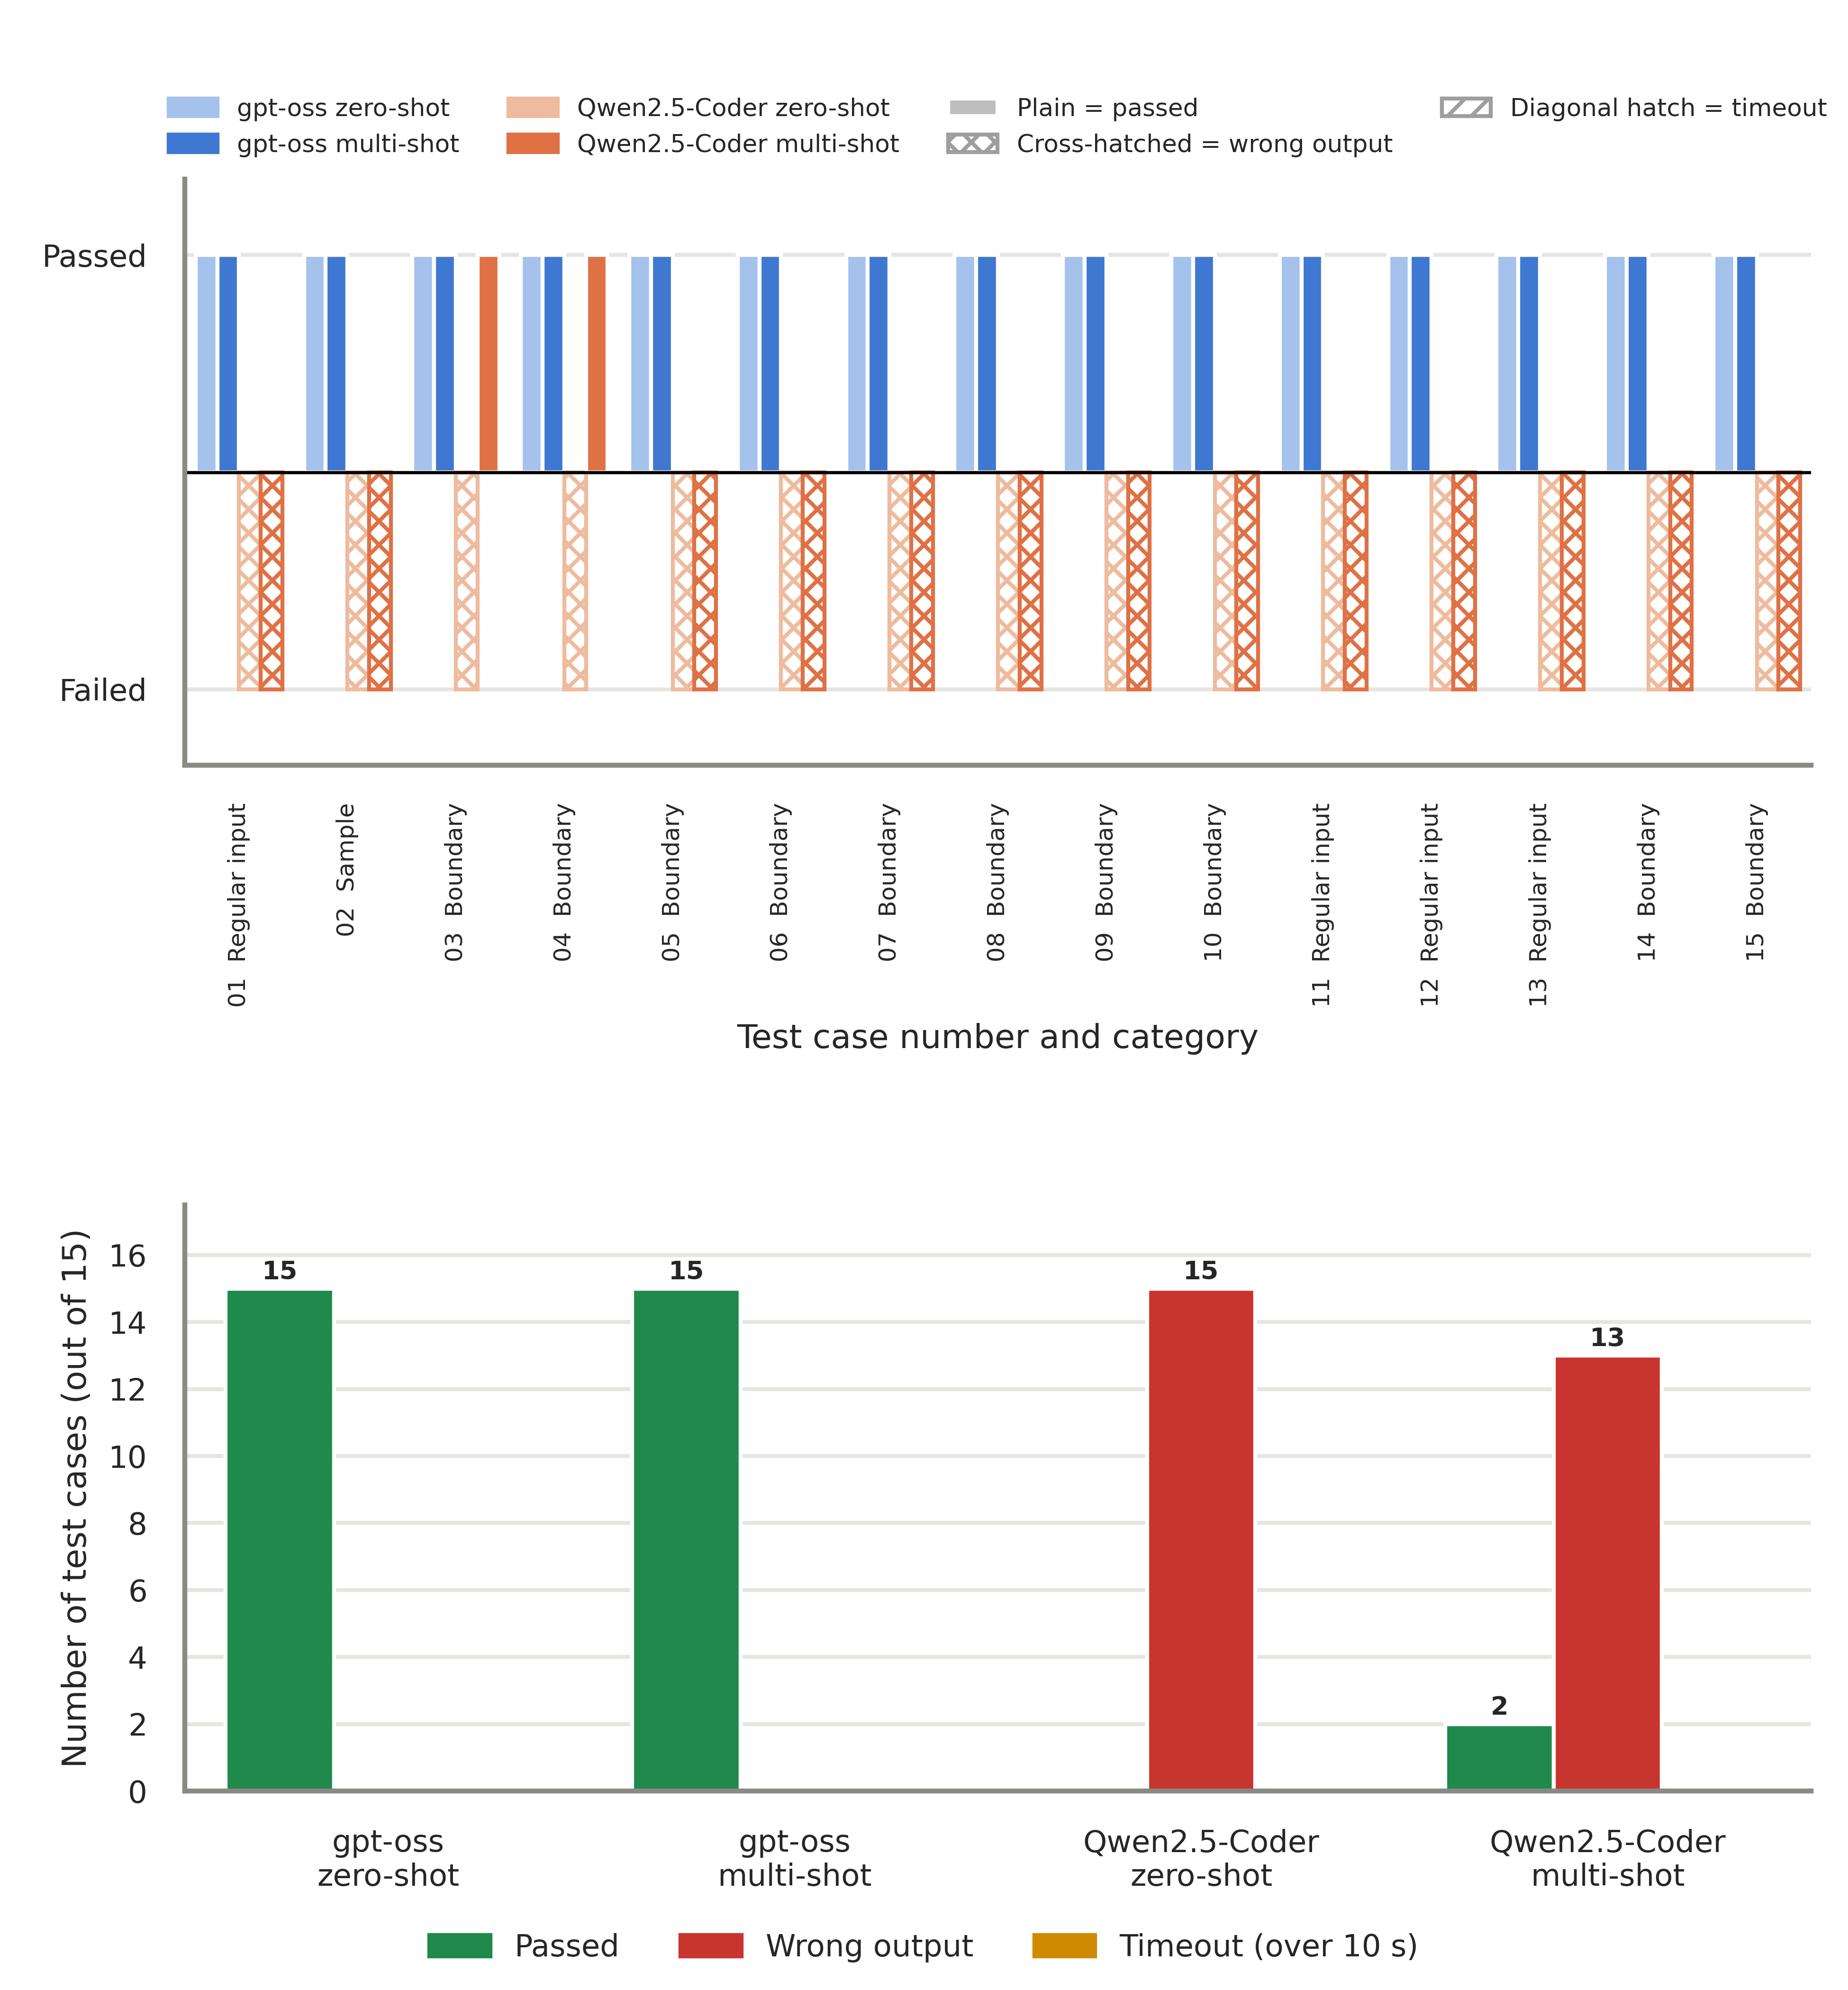 gpt-oss zero-shot
gpt-oss multi-shot
Qwen2.5-Coder zero-shot
Qwen2.5-Coder multi-shot
Plain = passed
Cross-hatched = wrong output
Diagonal hatch = timeout
Passed
Failed
01 Regular input
02 Sample
03 Boundary
04 Boundary
05 Boundary
06 Boundary
07 Boundary
08 Boundary
09 Boundary
10 Boundary
11 Regular input
12 Regular input
13 Regular input
14 Boundary
15 Boundary
Test case number and category
Number of test cases (out of 15)
16
14
12
10
8
6
4
2
0
15
15
15
2
13
gpt-oss
zero-shot
gpt-oss
multi-shot
Qwen2.5-Coder
zero-shot
Qwen2.5-Coder
multi-shot
Passed
Wrong output
Timeout (over 10 s)